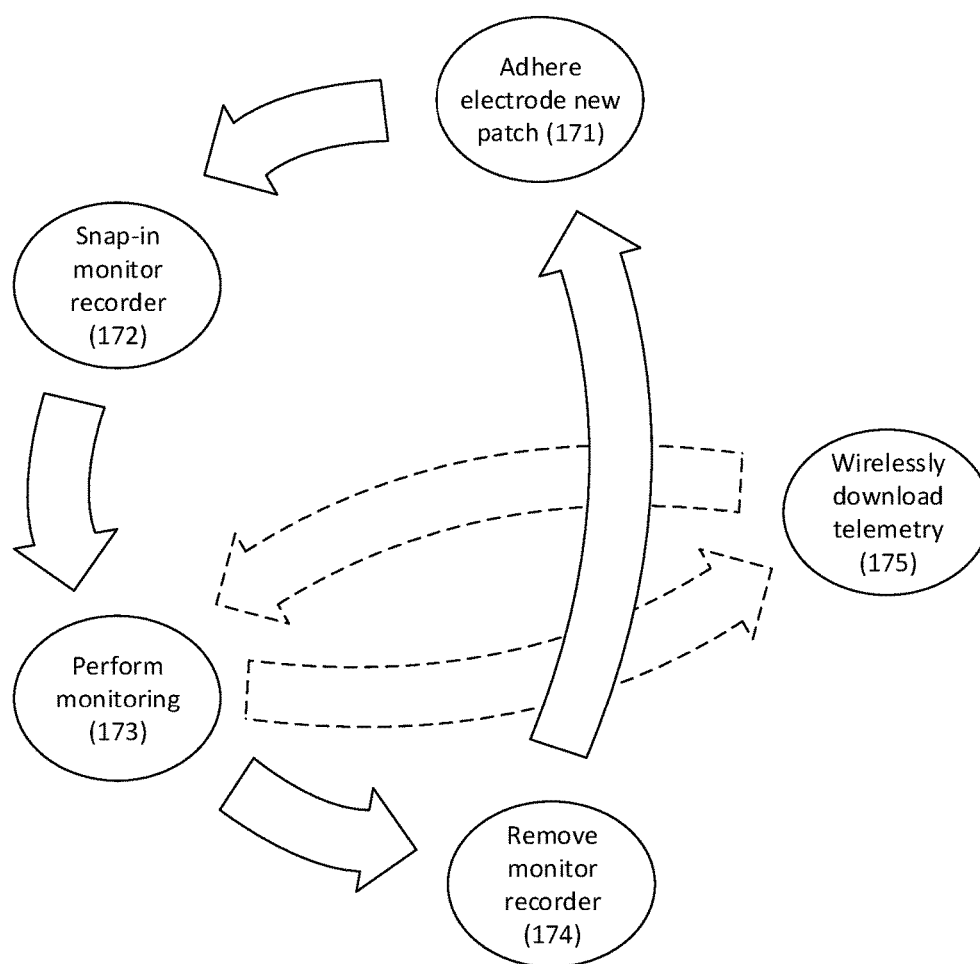 Adhere
electrode new
patch (171)
Snap-in
monitor
recorder
(172)
Wirelessly
download
telemetry
(175)
Perform
monitoring
(173)
Remove
monitor
recorder
(174)